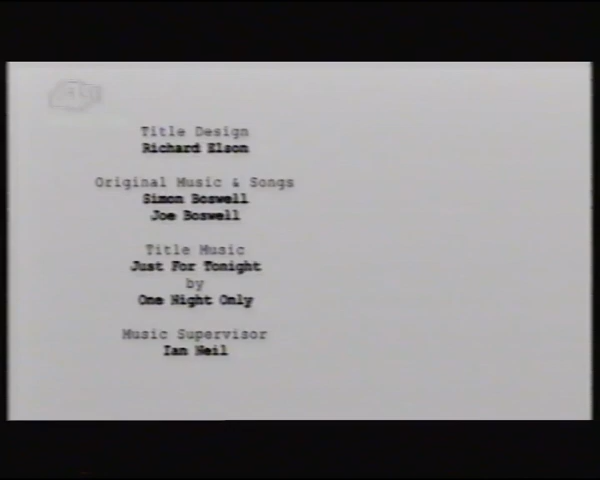 Title Design
Richard Elson
Original Music & Songs
Simon Boswell
Joe Boswell
Title Music
Just For Tonight
by
One Night Only
Music Supervisor
Ian Neil